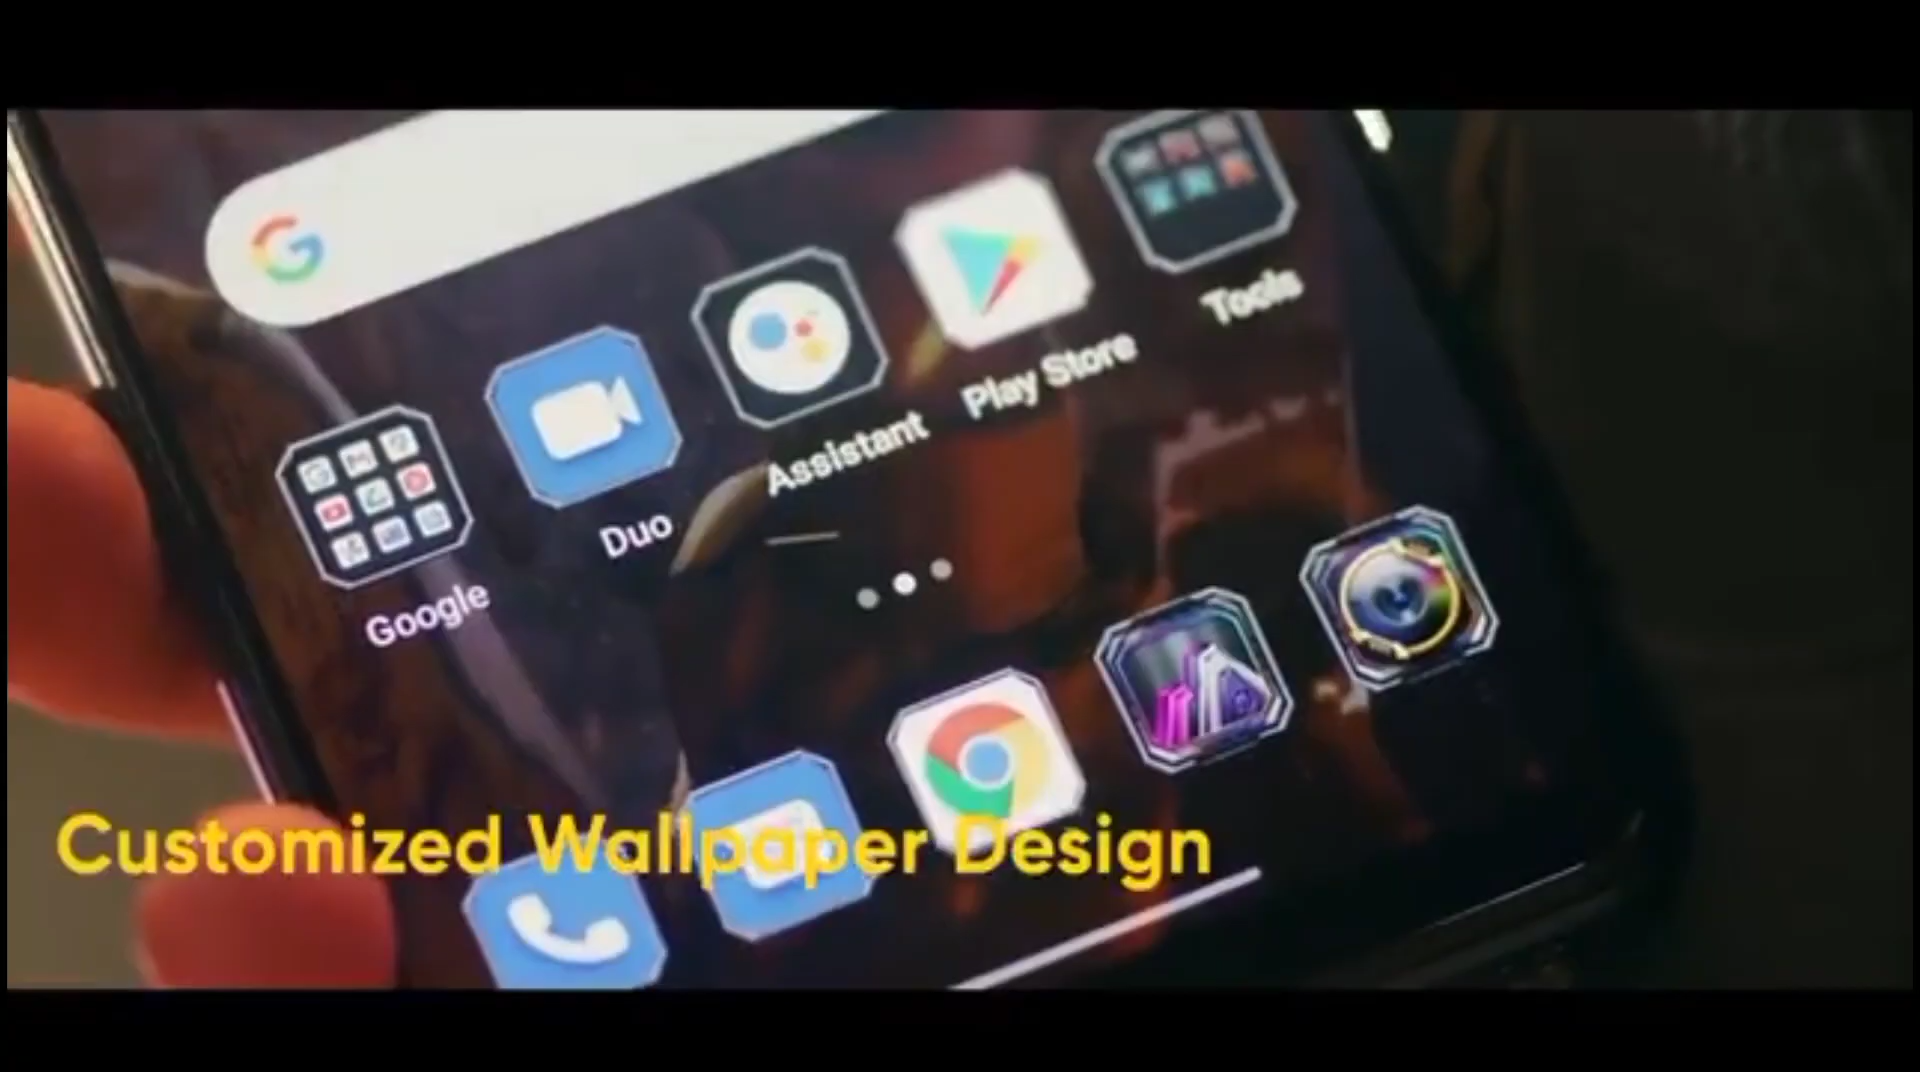 G
Tools
Play Store
Assistant
Duo
Google
Customized Wallpaper Design